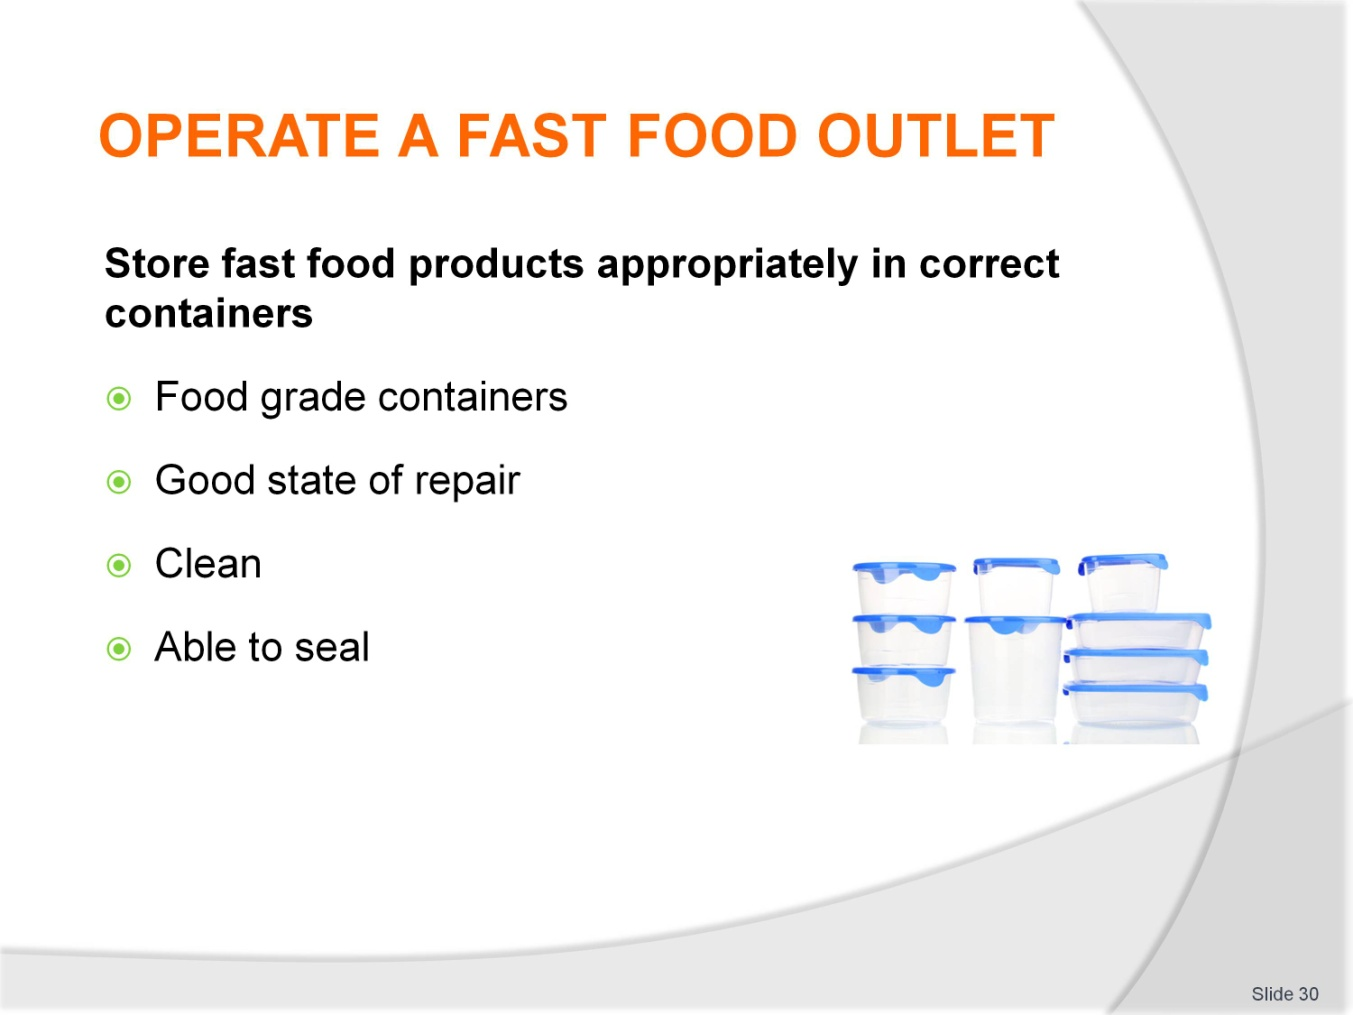 OPERATE A FAST FOOD OUTLET
Store fast food products appropriately in correct
containers
Food grade containers
Good state of repair
Clean
Able to seal
Slide 30